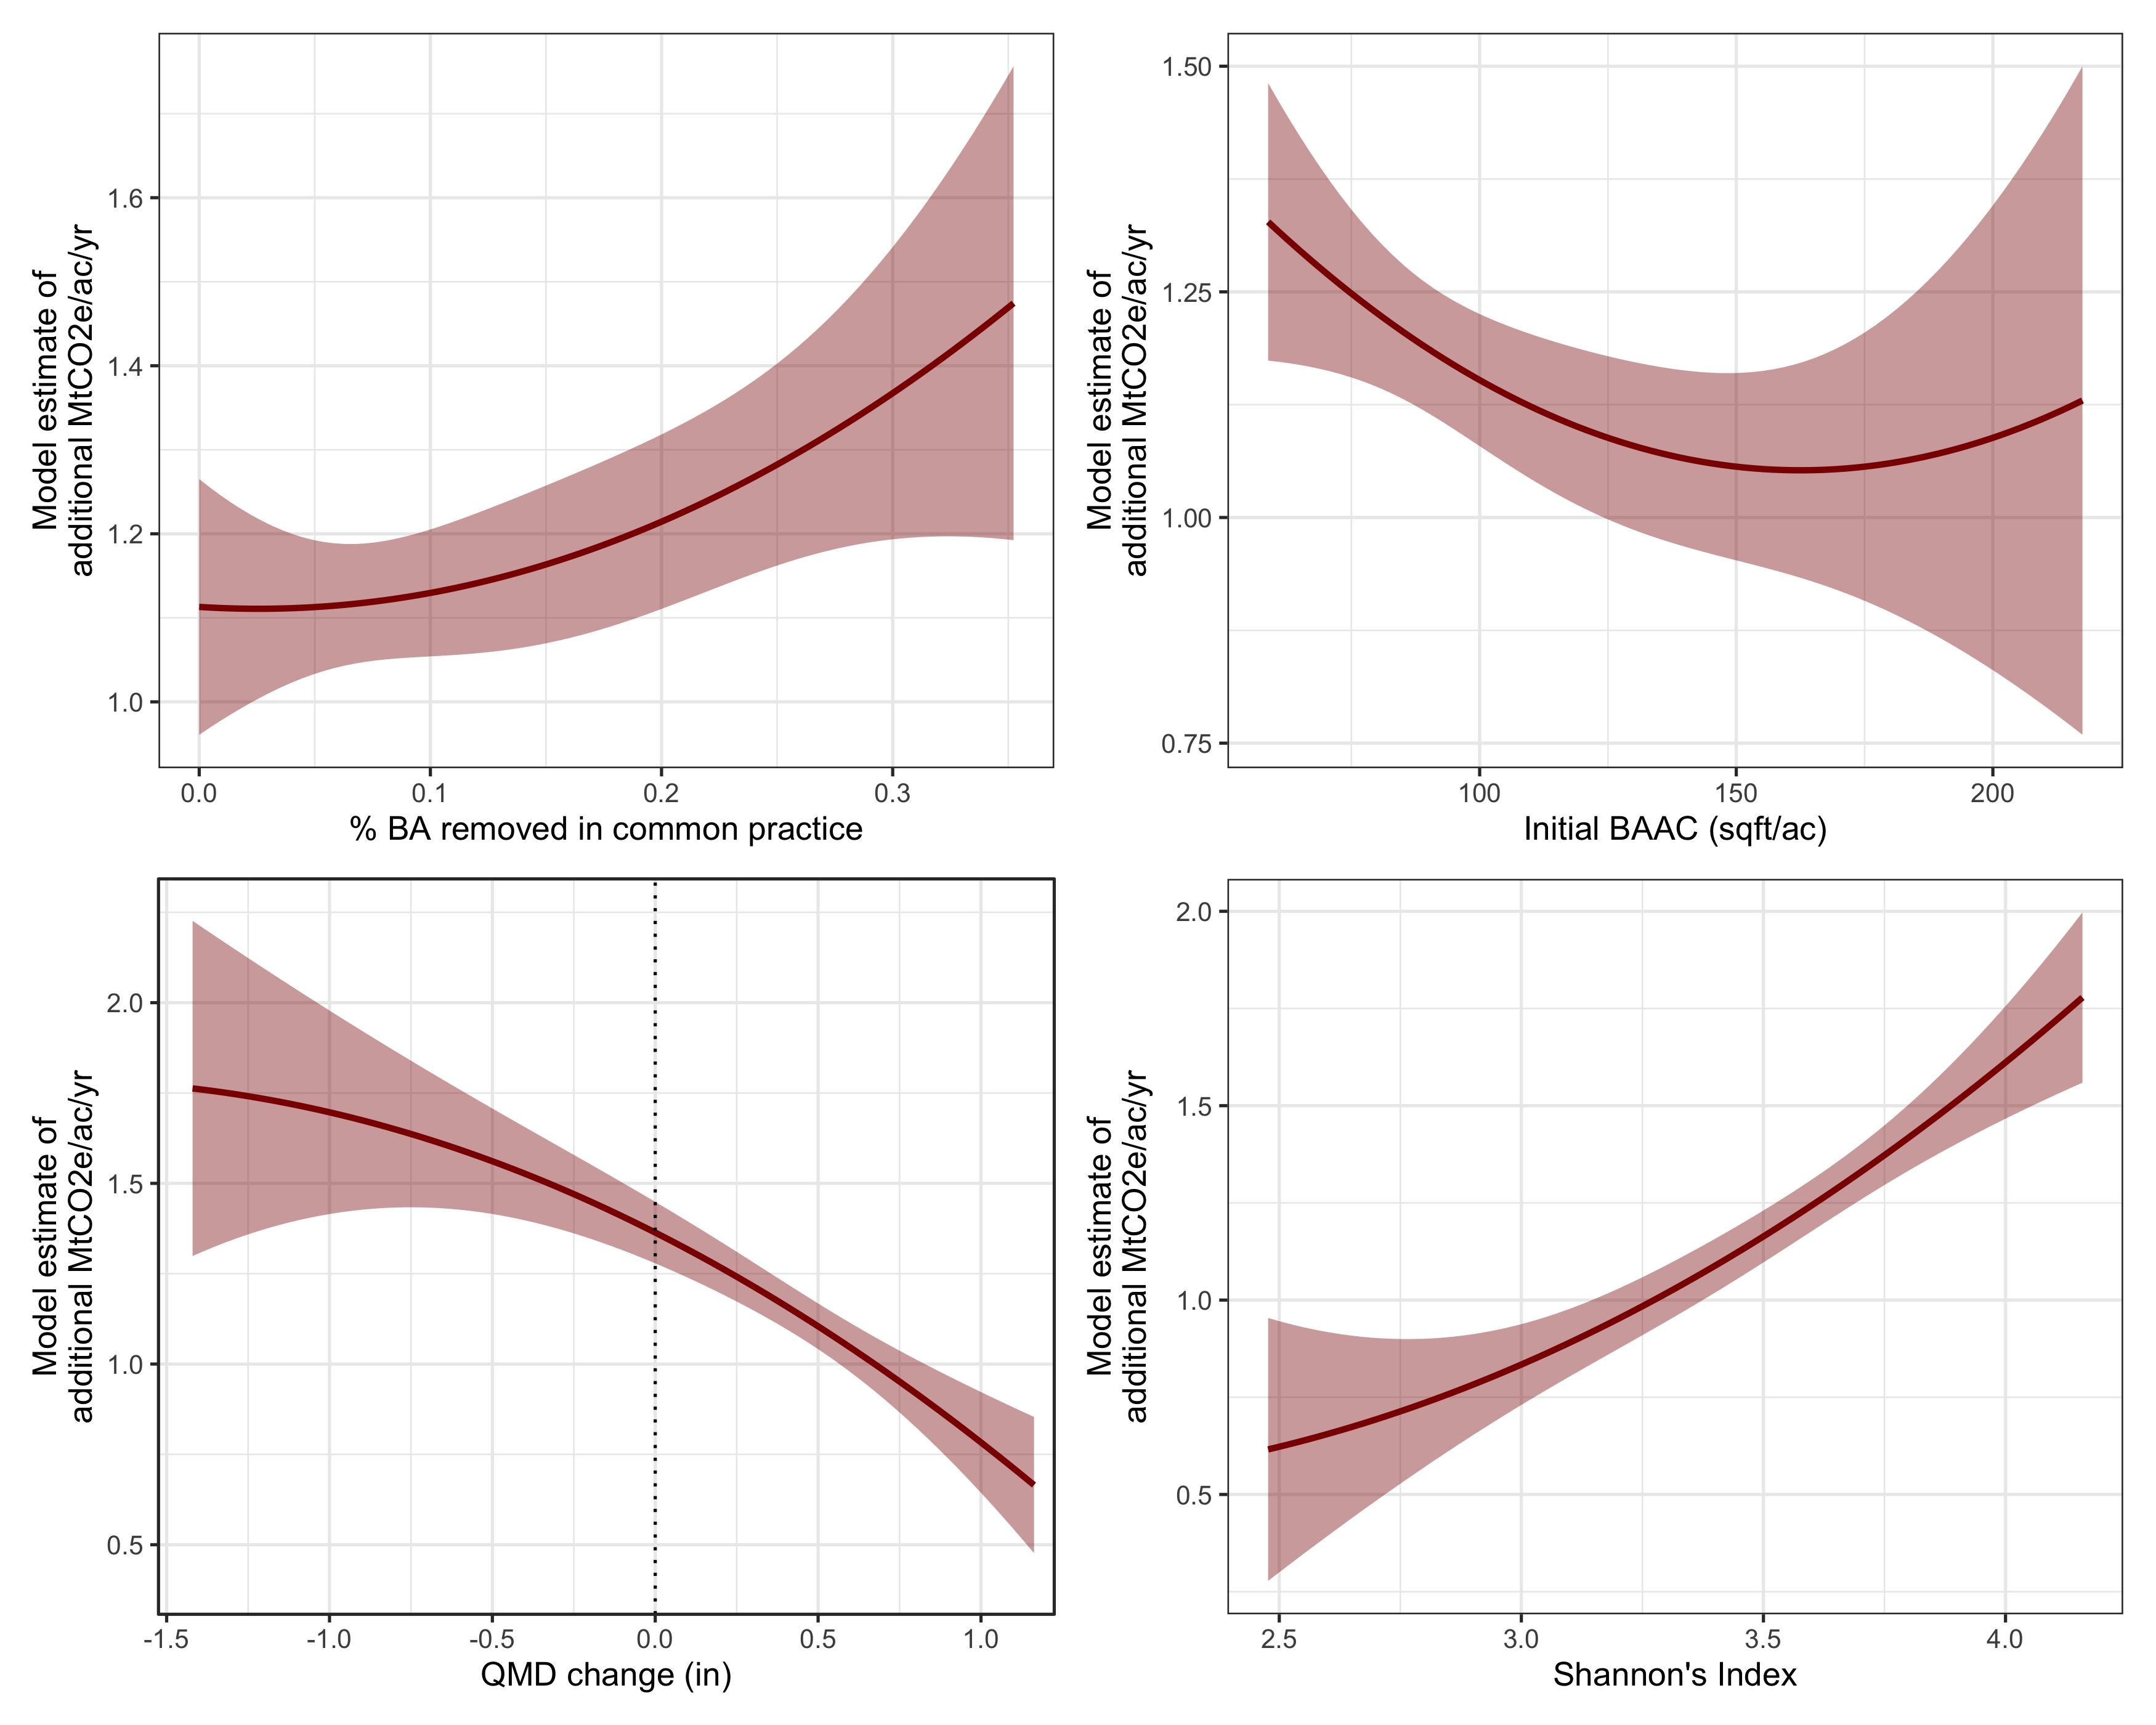 Model estimate of
additional MtCO2e/ac/yr
1.6
1.4
1.2
1.0
0.0 0.1 0.2 0.3
% BA removed in common practice
Model estimate of
additional MtCO2e/ac/yr
1.50
1.25
1.00
0.75
100 150 200
Initial BAAC (sqft/ac)
Model estimate of
additional MtCO2e/ac/yr
2.0
1.5
1.0
0.5
-1.5 -1.0 -0.5 0.0 0.5 1.0
QMD change (in)
Model estimate of
additional MtCO2e/ac/yr
2.0
1.5
1.0
0.5
2.5 3.0 3.5 4.0
Shannon's Index